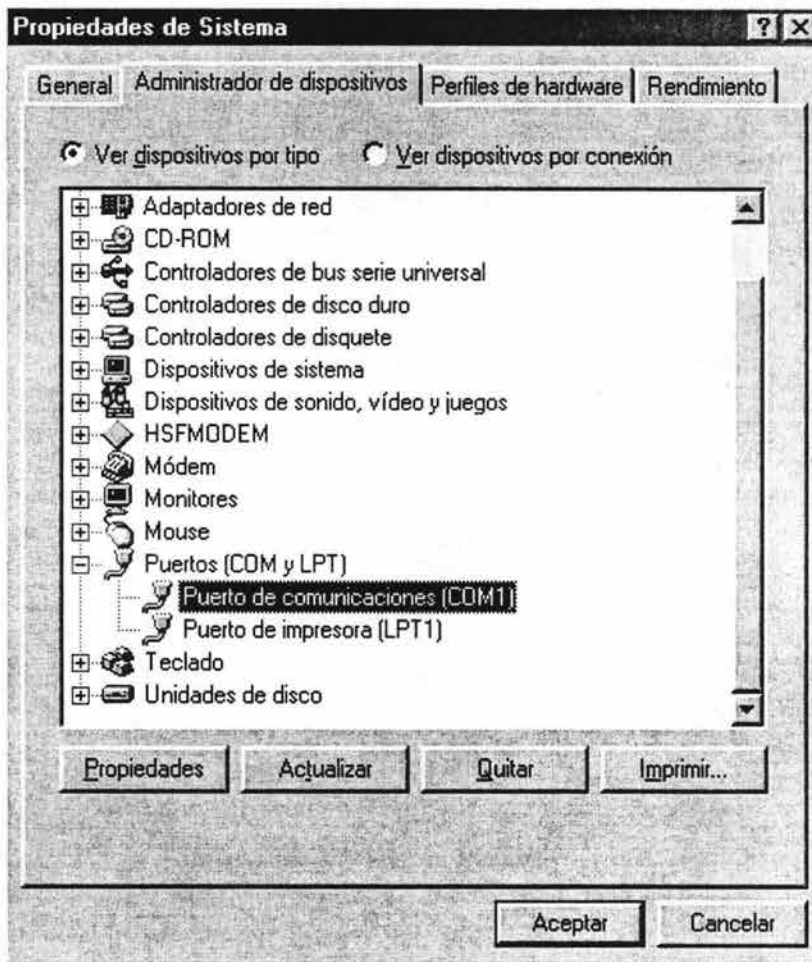 Propiedades de Sistema
General Administrador de dispositivos Perfiles de hardware Rendimiento
Ver dispositivos por tipo Ver dispositivos por conexión
Adaptadores de red
CD-ROM
Controladores de bus serie universal
Controladores de disco duro
Controladores de disquete
Dispositivos de sistema
Dispositivos de sonido, vídeo y juegos
HSFMODEM
Módem
Monitores
Mouse
Puertos (COM y LPT)
Puerto de comunicaciones (COM1)
Puerto de impresora (LPT1)
Teclado
Unidades de disco
Propiedades Actualizar Quitar Imprimir...
Aceptar Cancelar